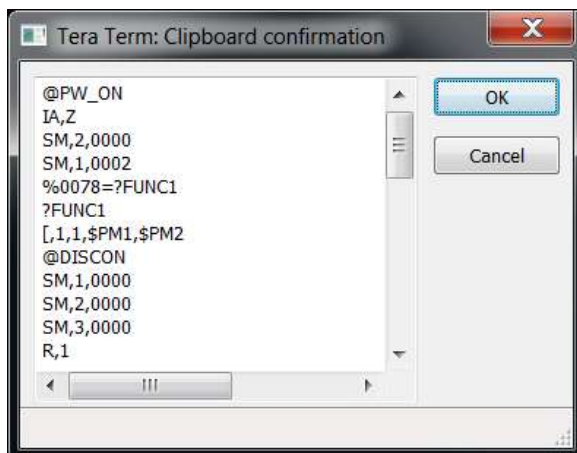 Tera Term: Clipboard confirmation
@PW_ON
IA,Z
SM,2,0000
SM,1,0002
%0078=?FUNC1
?FUNC1
[,1,1,$PM1,$PM2
@DISCON
SM,1,0000
SM,2,0000
SM,3,0000
R,1
OK
Cancel